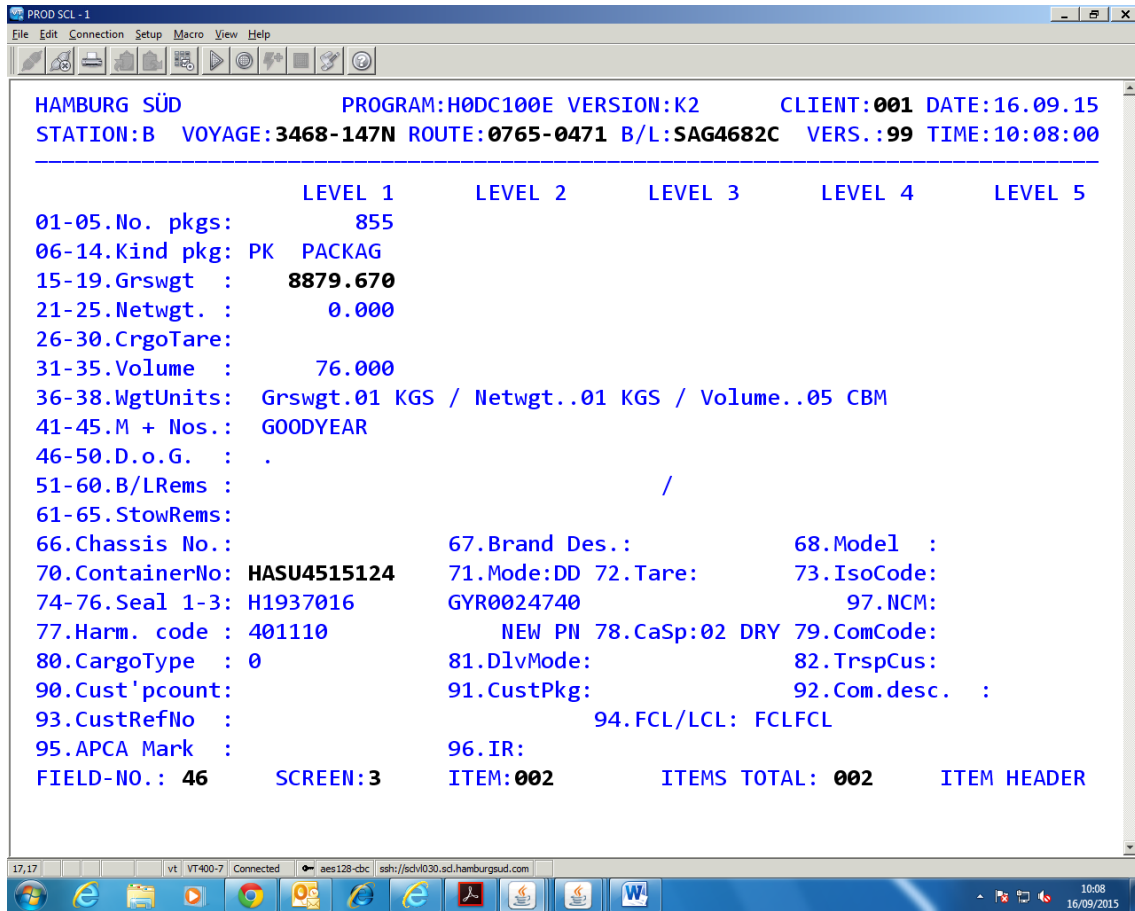 PROD SCL - 1
File Edit Connection Setup Macro View Help
HAMBURG SÜD PROGRAM:H0DC100E VERSION:K2 CLIENT:001 DATE:16.09.15
STATION:B VOYAGE:3468-147N ROUTE:0765-0471 B/L:SAG4682C VERS.:99 TIME:10:08:00
LEVEL 1 LEVEL 2 LEVEL 3 LEVEL 4 LEVEL 5
01-05.No. pkgs: 855
06-14.Kind pkg: PK PACKAG
15-19.Grswgt : 8879.670
21-25.Netwgt. : 0.000
26-30.CrgoTare:
31-35.Volume : 76.000
36-38.WgtUnits: Grswgt.01 KGS / Netwgt..01 KGS / Volume..05 CBM
41-45.M + Nos.: GOODYEAR
46-50.D.o.G. : .
51-60.B/LRems : /
61-65.StowRems:
66.Chassis No.: 67.Brand Des.: 68.Model :
70.ContainerNo: HASU4515124 71.Mode:DD 72.Tare: 73.IsoCode:
74-76.Seal 1-3: H1937016 GYR0024740 97.NCM:
77.Harm. code : 401110 NEW PN 78.CaSp:02 DRY 79.ComCode:
80.CargoType : 0 81.DlvMode: 82.TrspCus:
90.Cust'pcount: 91.CustPkg: 92.Com.desc. :
93.CustRefNo : 94.FCL/LCL: FCLFCL
95.APCA Mark : 96.IR:
FIELD-NO.: 46 SCREEN:3 ITEM:002 ITEMS TOTAL: 002 ITEM HEADER
17,17 vt VT400-7 Connected aes128-cbc ssh://sclvl030.scl.hamburgsud.com
10:08
16/09/2015